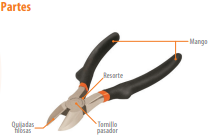 Partes
Mango
Resorte
Quijadas
filosas
Tornillo
pasador